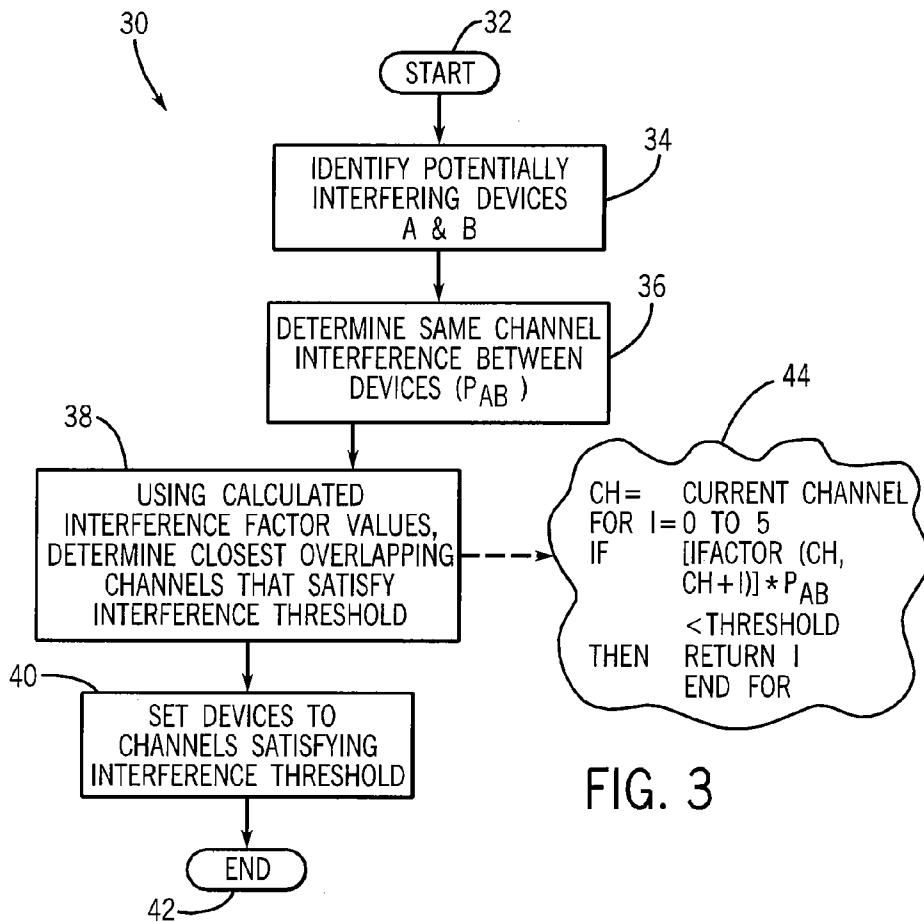 30
32
START
34
IDENTIFY POTENTIALLY
INTERFERING DEVICES
A & B
36
DETERMINE SAME CHANNEL
INTERFERENCE BETWEEN
DEVICES (PAB)
38
USING CALCULATED
INTERFERENCE FACTOR VALUES,
DETERMINE CLOSEST OVERLAPPING
CHANNELS THAT SATISFY
INTERFERENCE THRESHOLD
44
CH= CURRENT CHANNEL
FOR I=0 TO 5
IF [IFACTOR (CH,
CH+I)]*PAB
<THRESHOLD
THEN RETURN I
END FOR
40
SET DEVICES TO
CHANNELS SATISFYING
INTERFERENCE THRESHOLD
END
42
FIG. 3